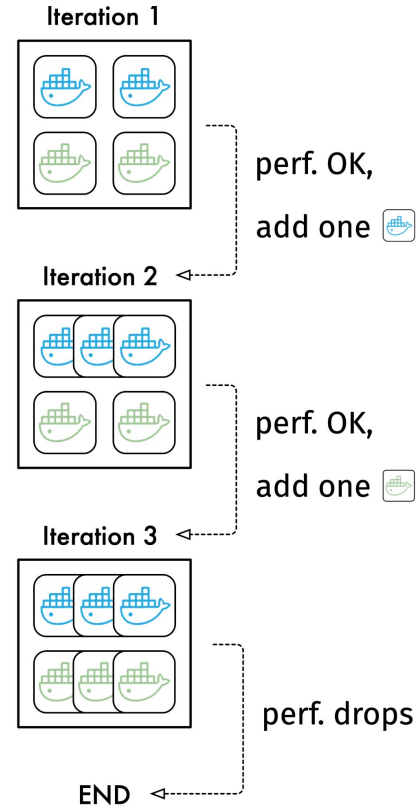 Iteration 1
perf. OK,
add one
Iteration 2
perf. OK,
add one
Iteration 3
perf. drops
END